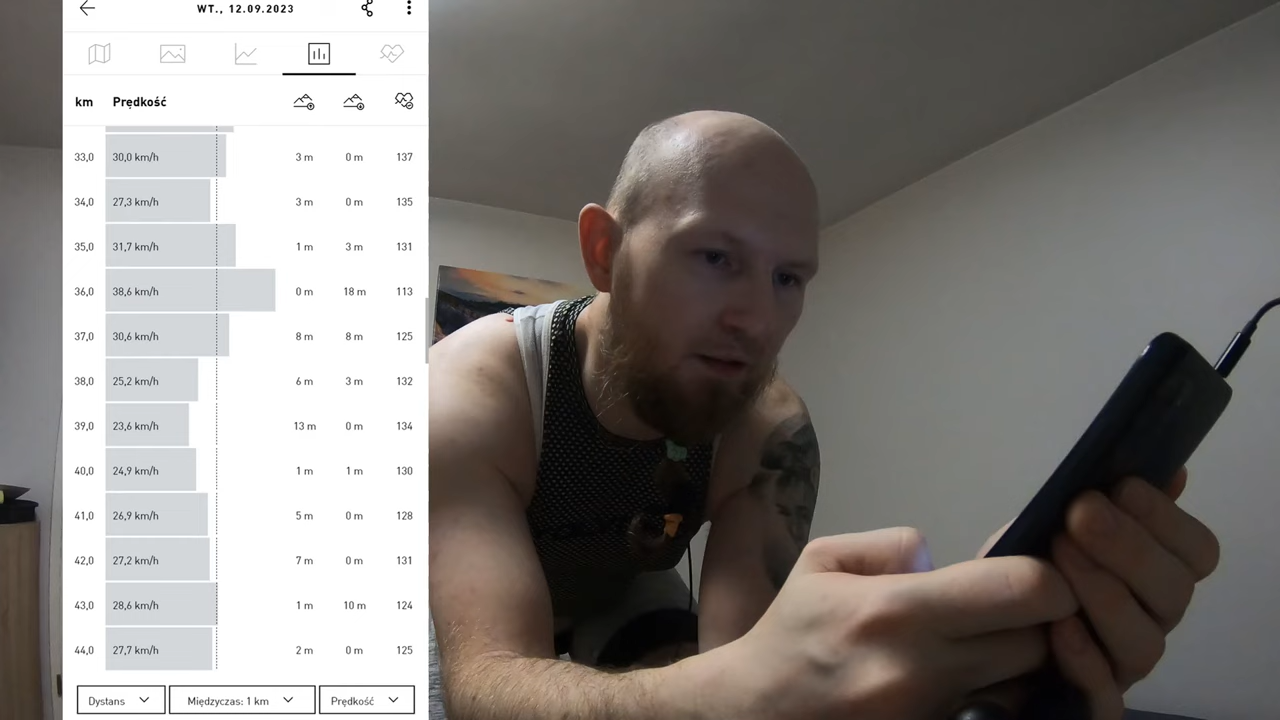 WT., 12.09.2023
km Prędkość
33,0 30,0 km/h 3 m 0 m 137
34,0 27,3 km/h 3 m 0 m 135
35,0 31,7 km/h 1 m 3 m 131
36,0 38,6 km/h 0 m 18 m 113
37,0 30,6 km/h 8 m 8 m 125
38,0 25,2 km/h 6 m 3 m 132
39,0 23,6 km/h 13 m 0 m 134
40,0 24,9 km/h 1 m 1 m 130
41,0 26,9 km/h 5 m 0 m 128
42,0 27,2 km/h 7 m 0 m 131
43,0 28,6 km/h 1 m 10 m 124
44,0 27,7 km/h 2 m 0 m 125
Dystans Międzyczas: 1 km Prędkość